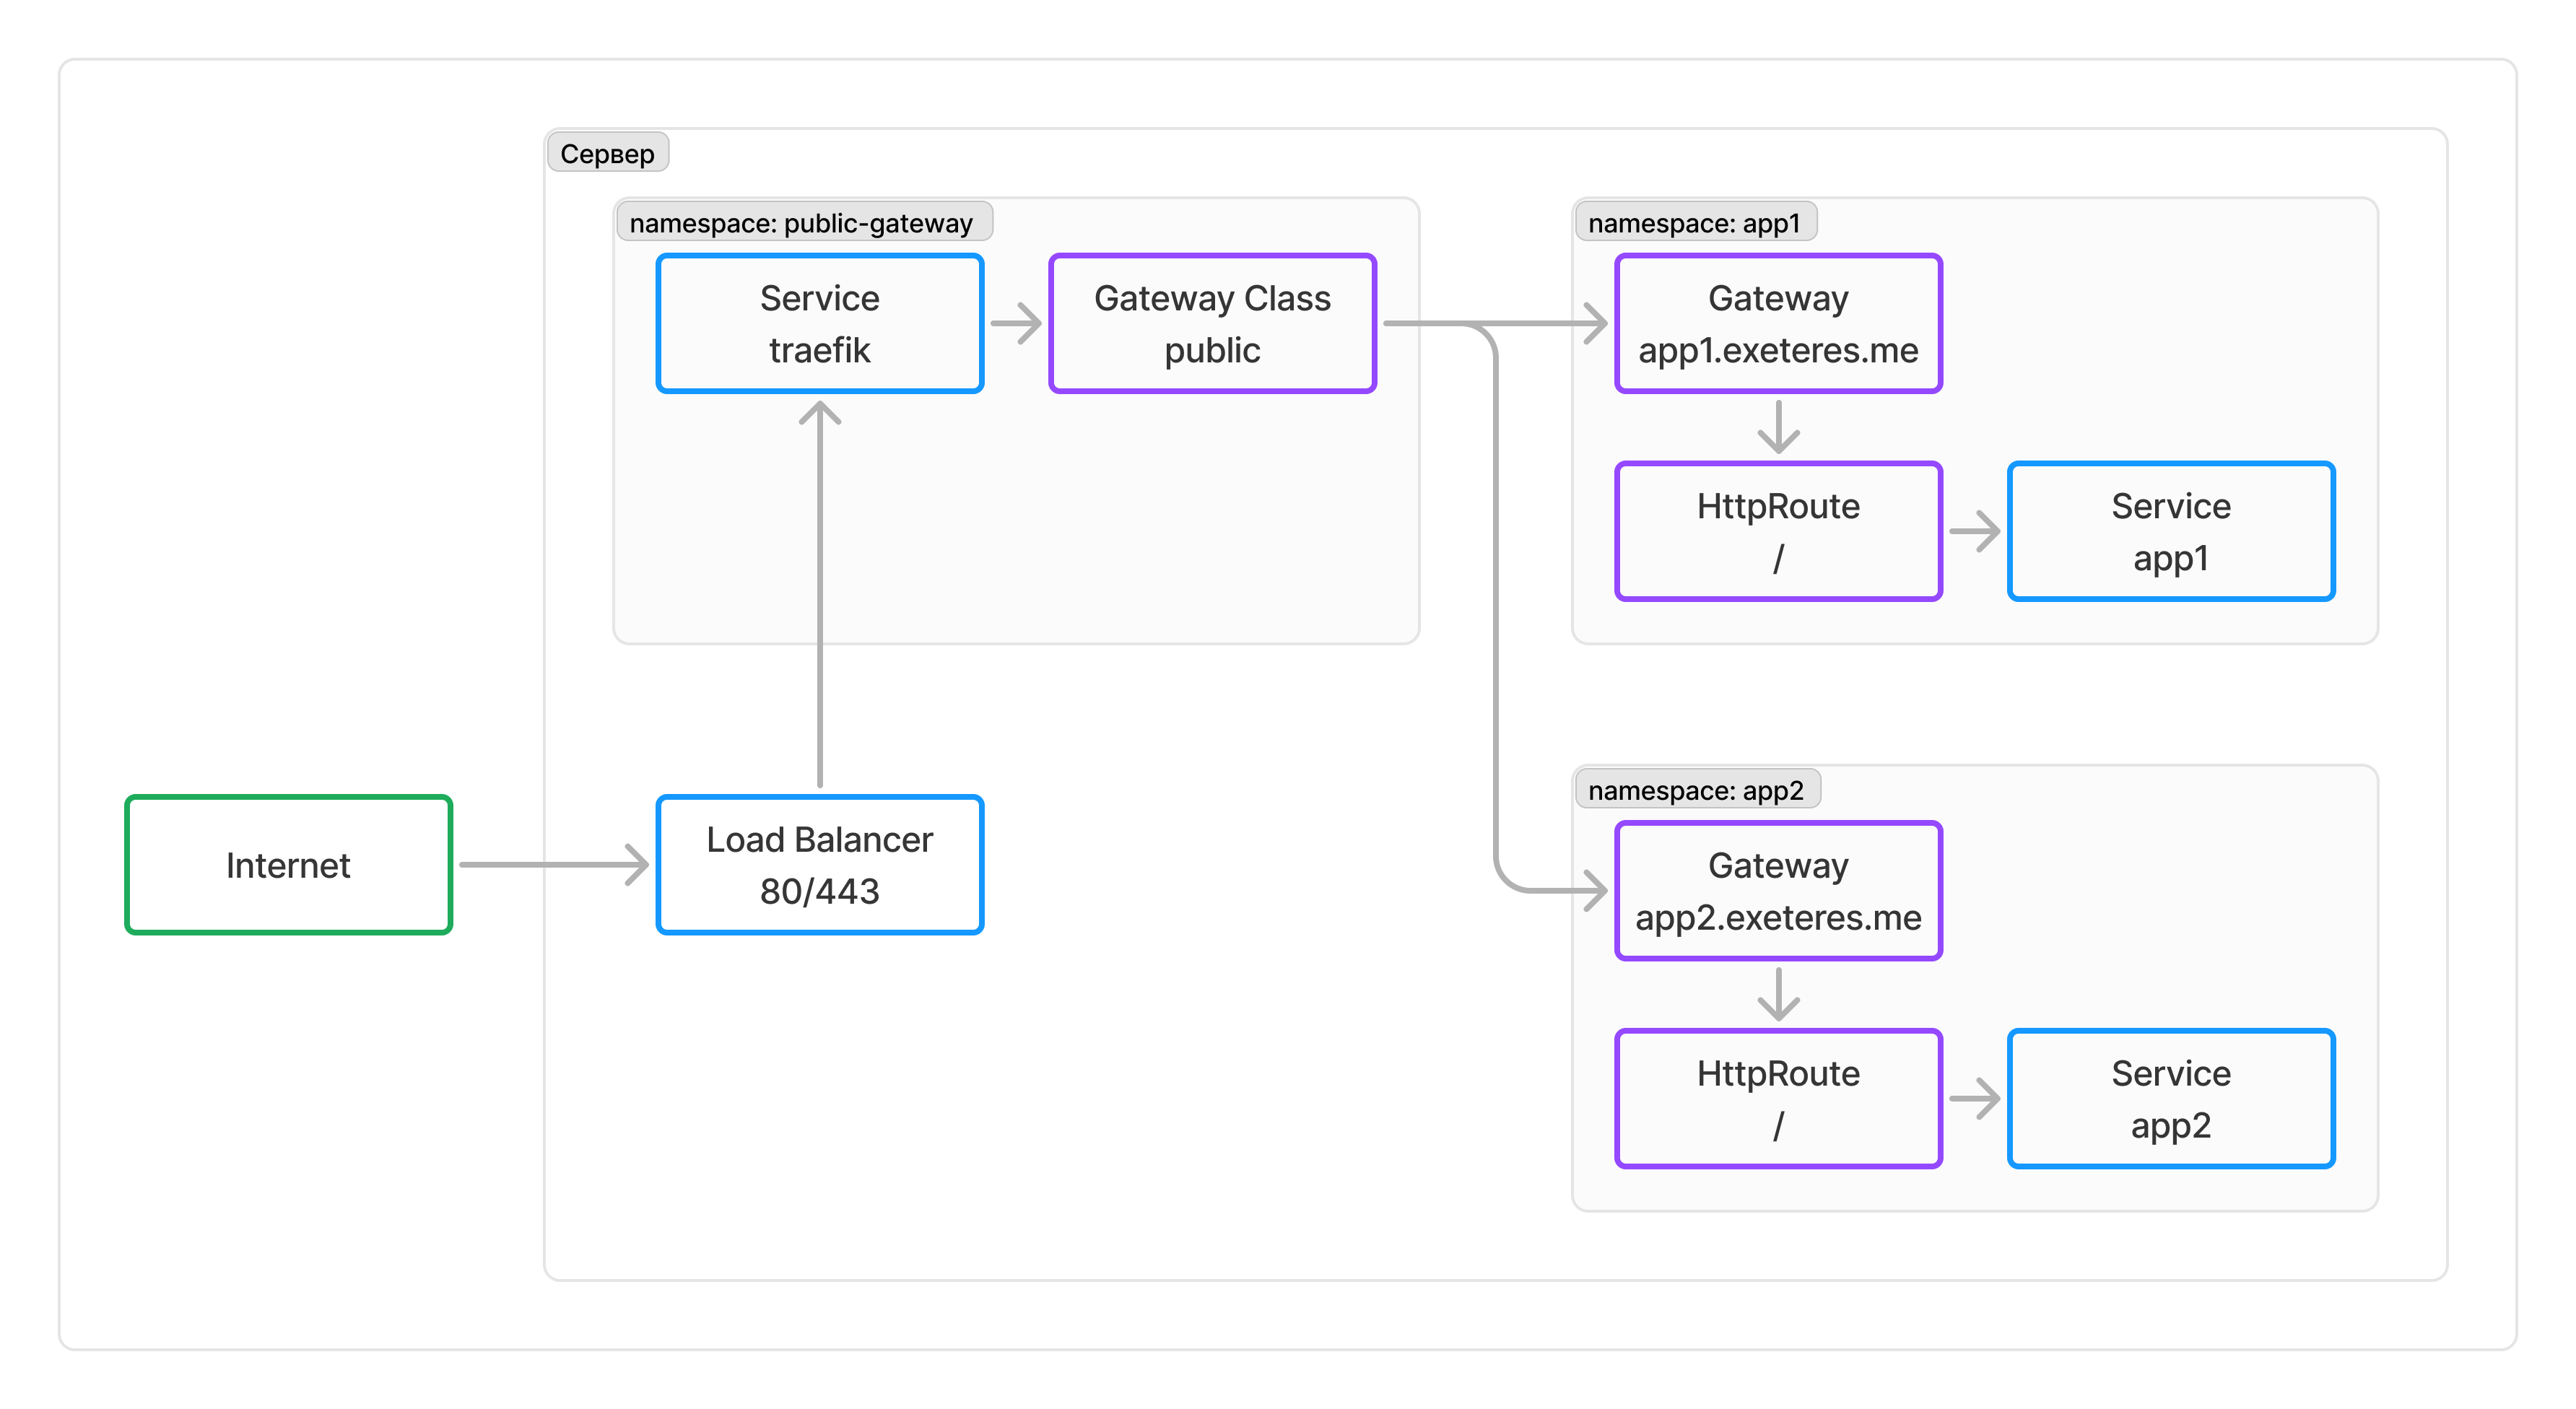 Сервер
namespace: public-gateway
Service
traefik
Gateway Class
public
namespace: app1
Gateway
app1.exeteres.me
HttpRoute
/
Service
app1
Internet
Load Balancer
80/443
namespace: app2
Gateway
app2.exeteres.me
HttpRoute
/
Service
app2